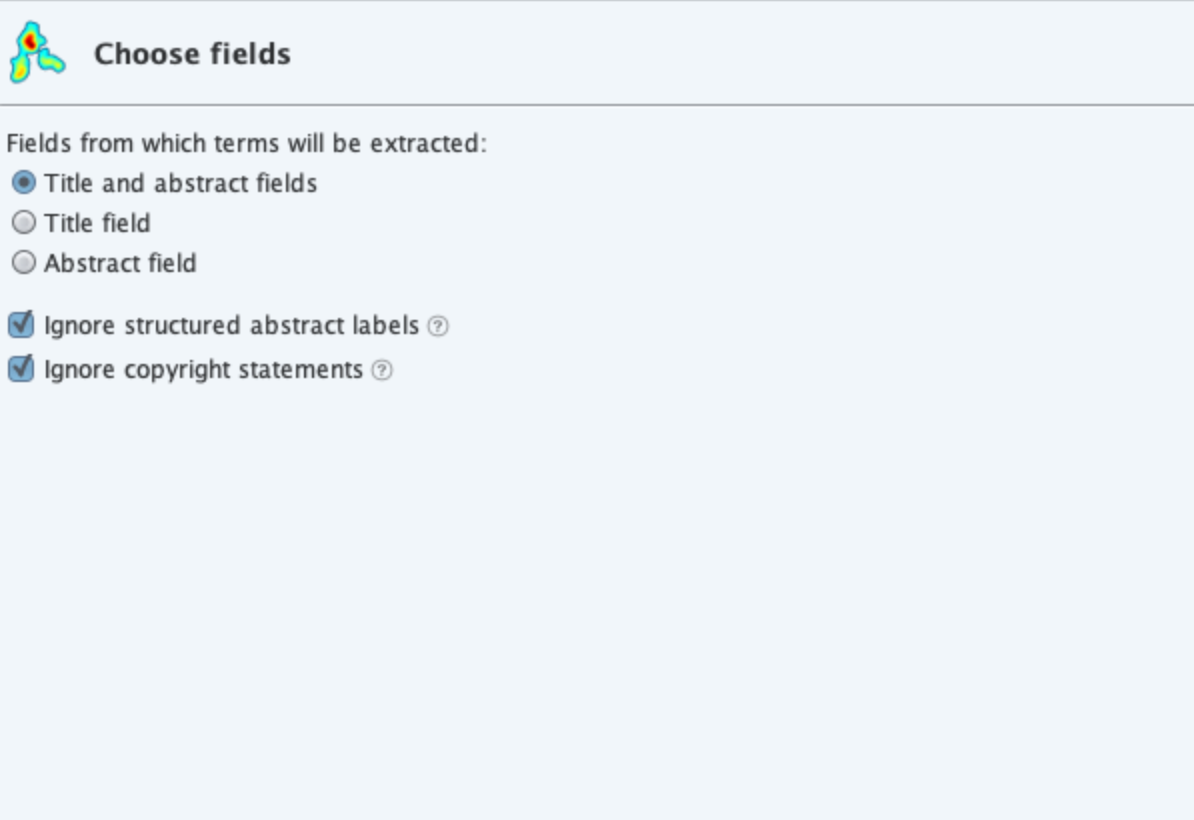 Choose fields
Fields from which terms will be extracted:
Title and abstract fields
Title field
Abstract field
Ignore structured abstract labels ?
Ignore copyright statements ?